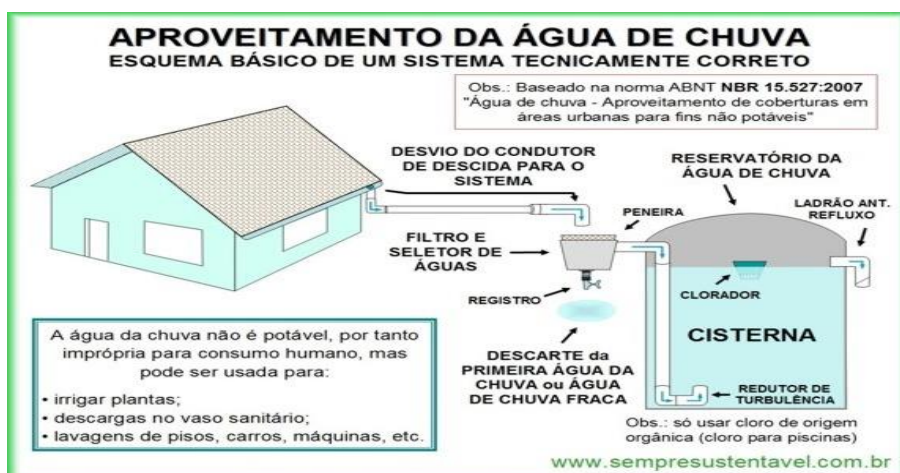 APROVEITAMENTO DA ÁGUA DE CHUVA
ESQUEMA BÁSICO DE UM SISTEMA TECNICAMENTE CORRETO
Obs.: Baseado na norma ABNT NBR 15.527:2007
"Água de chuva - Aproveitamento de coberturas em
áreas urbanas para fins não potáveis"
DESVIO DO CONDUTOR
DE DESCIDA PARA O
SISTEMA
RESERVATÓRIO DA
ÁGUA DE CHUVA
LADRÃO ANT.
REFLUXO
PENEIRA
FILTRO E
SELETOR DE
ÁGUAS
REGISTRO
CLORADOR
CISTERNA
DESCARTE da
PRIMEIRA ÁGUA DA
CHUVA ou ÁGUA
DE CHUVA FRACA
REDUTOR DE
TURBULÊNCIA
Obs.: só usar cloro de origem
orgânica (cloro para piscinas)
A água da chuva não é potável, por tanto
imprópria para consumo humano, mas
pode ser usada para:
• irrigar plantas;
• descargas no vaso sanitário;
• lavagens de pisos, carros, máquinas, etc.
www.sempresustentavel.com.br